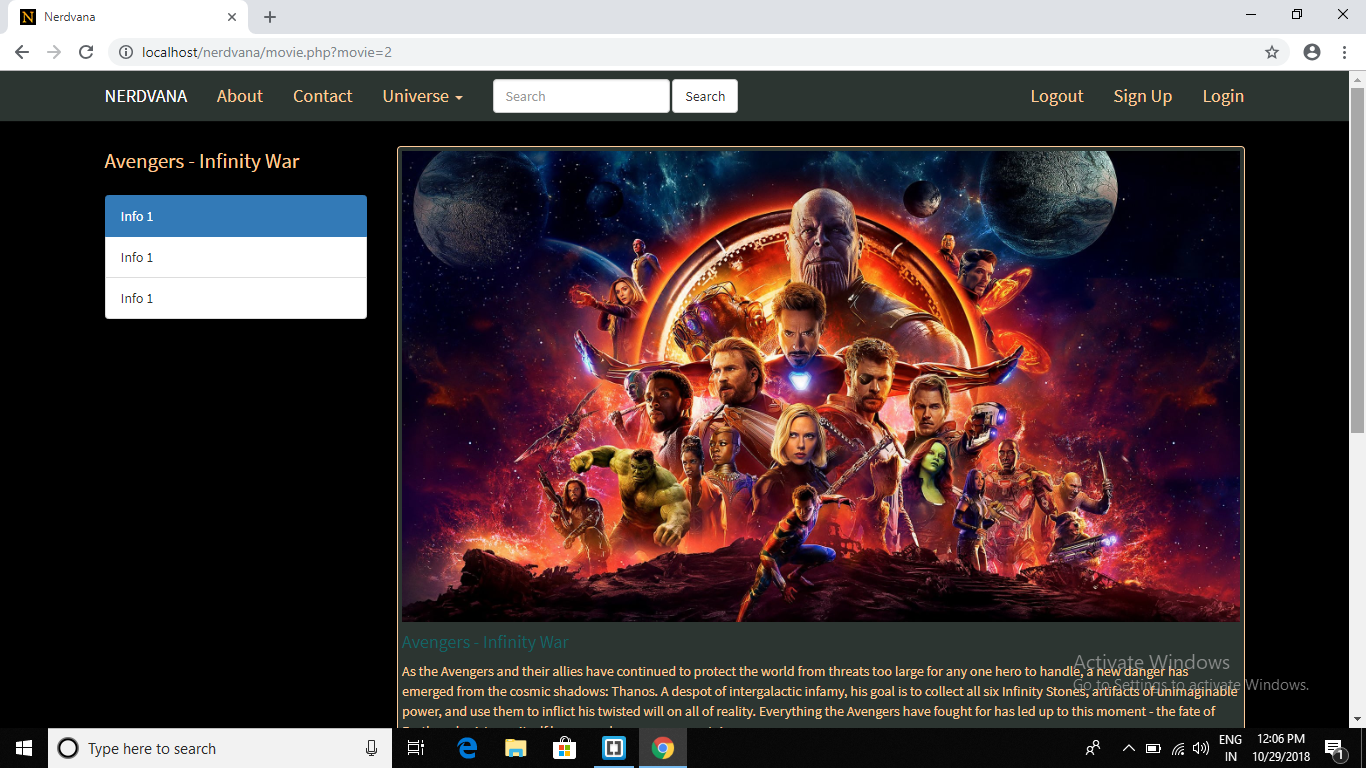 Nerdvana
localhost/nerdvana/movie.php?movie=2
NERDVANA About Contact Universe Search Search Logout Sign Up Login
Avengers - Infinity War
Info 1
Info 1
Info 1
Avengers - Infinity War
As the Avengers and their allies have continued to protect the world from threats too large for any one hero to handle, a new danger has
emerged from the cosmic shadows: Thanos. A despot of intergalactic infamy, his goal is to collect all six Infinity Stones, artifacts of unimaginable
power, and use them to inflict his twisted will on all of reality. Everything the Avengers have fought for has led up to this moment - the fate of
Activate Windows
Go to Settings to activate Windows.
Type here to search
ENG
IN
12:06 PM
10/29/2018
1